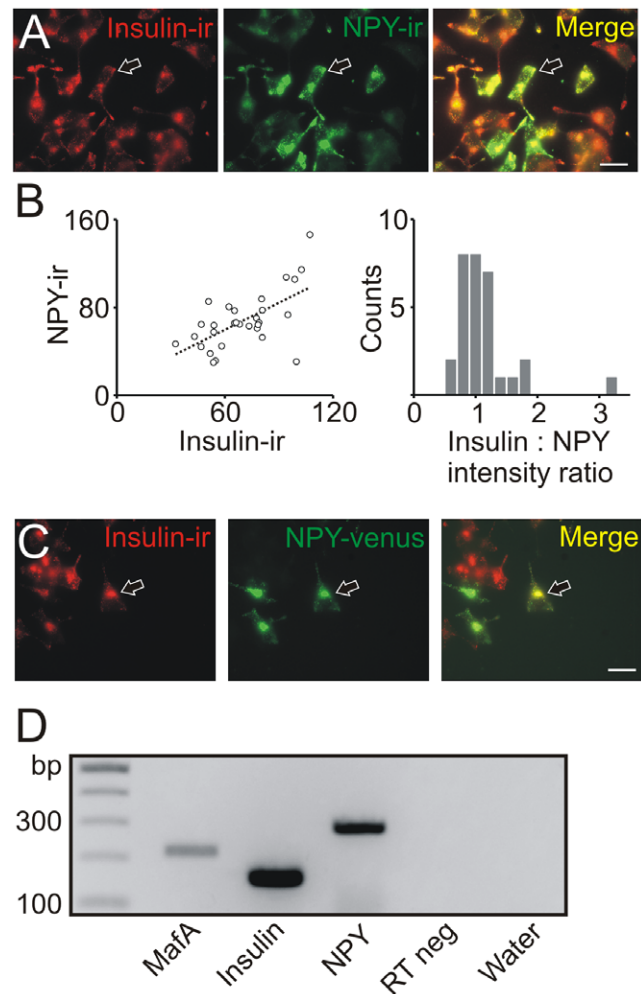 A
Insulin-ir
NPY-ir
Merge
B
NPY-ir
160
80
0
0
60
120
Insulin-ir
Counts
10
5
0
1
2
3
Insulin : NPY
intensity ratio
C
Insulin-ir
NPY-venus
Merge
D
bp
300
100
MafA
Insulin
NPY
RT neg
Water